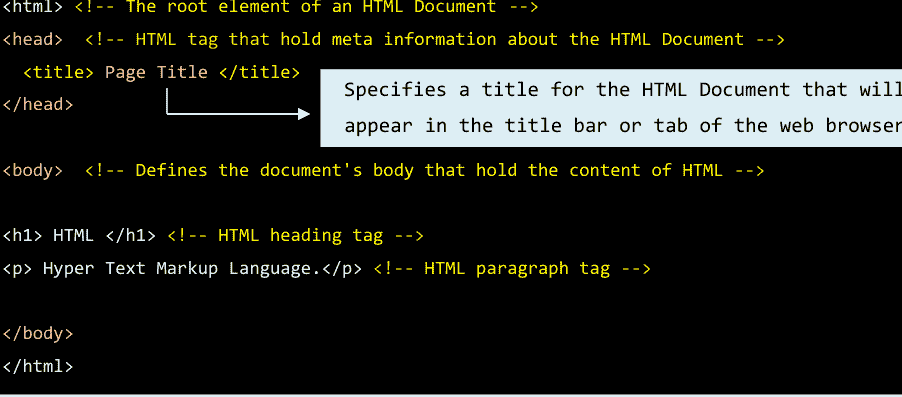 <html> <!-- The root element of an HTML Document -->
<head> <!-- HTML tag that hold meta information about the HTML Document -->
<title> Page Title </title>
Specifies a title for the HTML Document that will
appear in the title bar or tab of the web browser
</head>
<body> <!-- Defines the document's body that hold the content of HTML -->
<h1> HTML </h1> <!-- HTML heading tag -->
<p> Hyper Text Markup Language.</p> <!-- HTML paragraph tag -->
</body>
</html>